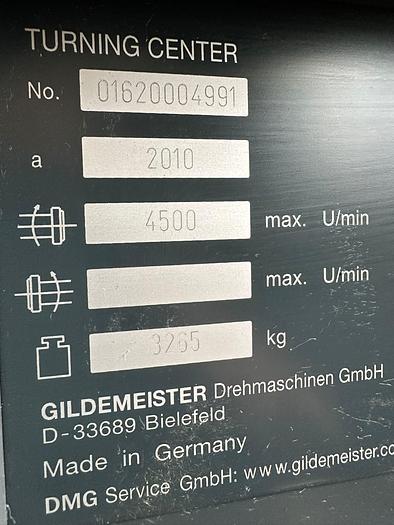 TURNING CENTER
No. 01620004991
a 2010
4500 max. U/min
max. U/min
3265 kg
GILDEMEISTER Drehmaschinen GmbH
D-33689 Bielefeld
Made in Germany
DMG Service GmbH: www.gildemeister.co